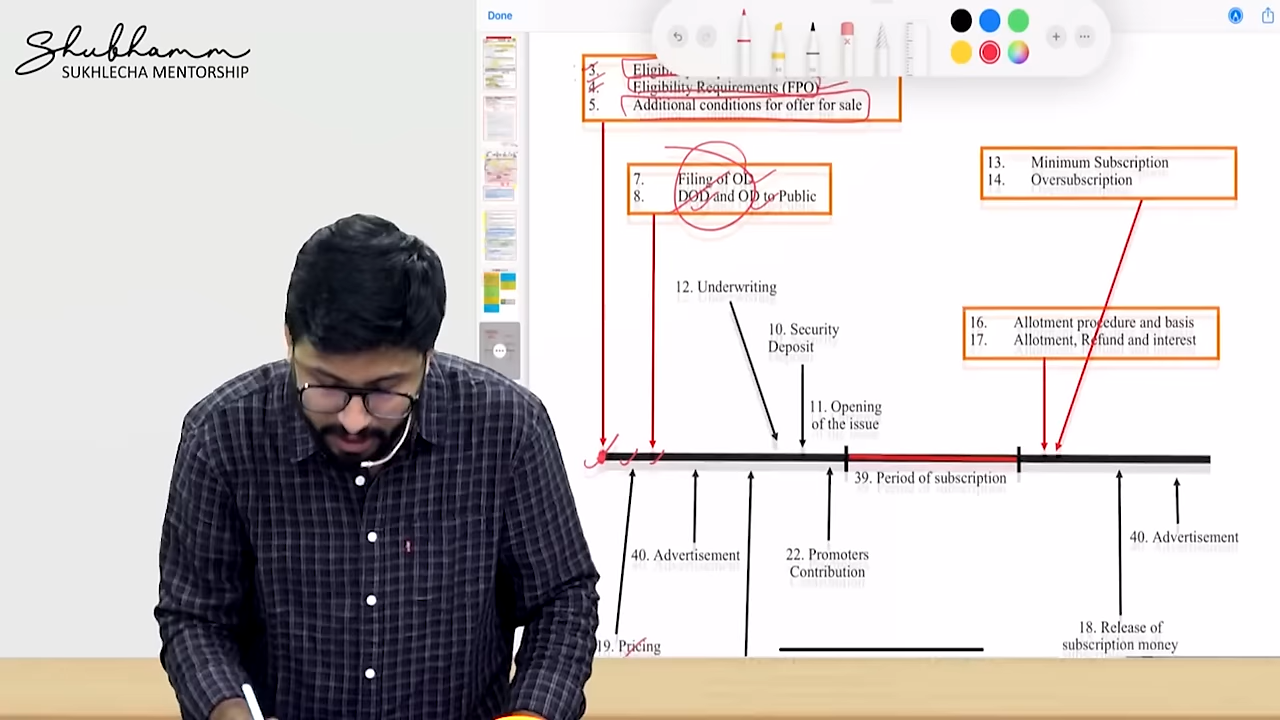 Shubhamm
SUKHLECHA MENTORSHIP
Done
3.
4. Eligibility Requirements (FPO)
5. Additional conditions for offer for sale
7. Filing of OD
8. DOD and OD to Public
13. Minimum Subscription
14. Oversubscription
12. Underwriting
10. Security
Deposit
16. Allotment procedure and basis
17. Allotment, Refund and interest
11. Opening
of the issue
39. Period of subscription
40. Advertisement
22. Promoters
Contribution
40. Advertisement
19. Pricing
18. Release of
subscription money